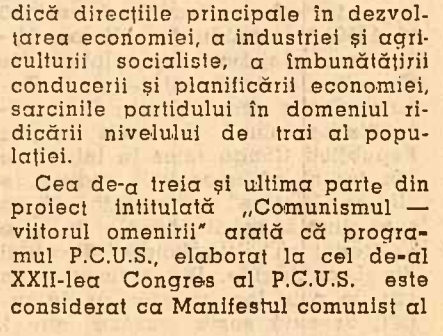 dică direcțiile principale în dezvol-
tarea economiei, a industriei și agri-
culturii socialiste, a îmbunătățirii
conducerii și planificării economiei,
sarcinile partidului în domeniul ri-
dicării nivelului de trai al popu-
lației.
Cea de-a treia și ultima parte din
proiect intitulată „Comunismul —
viitorul omenirii" arată că progra-
mul P.C.U.S., elaborat la cel de-al
XXII-lea Congres al P.C.U.S. este
considerat ca Manifestul comunist al